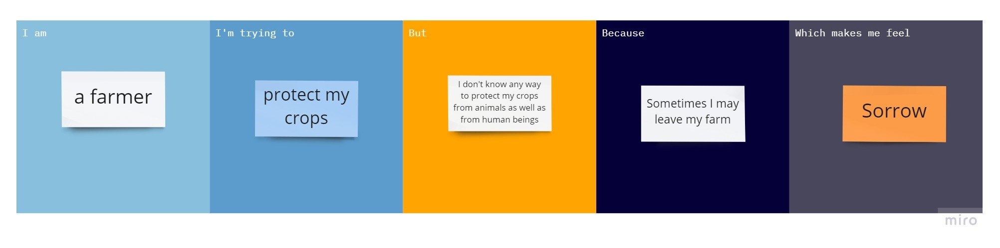 I am
a farmer
I'm trying to
protect my
crops
But
I don't know any way
to protect my crops
from animals as well as
from human beings
Because
Sometimes I may
leave my farm
Which makes me feel
Sorrow
miro